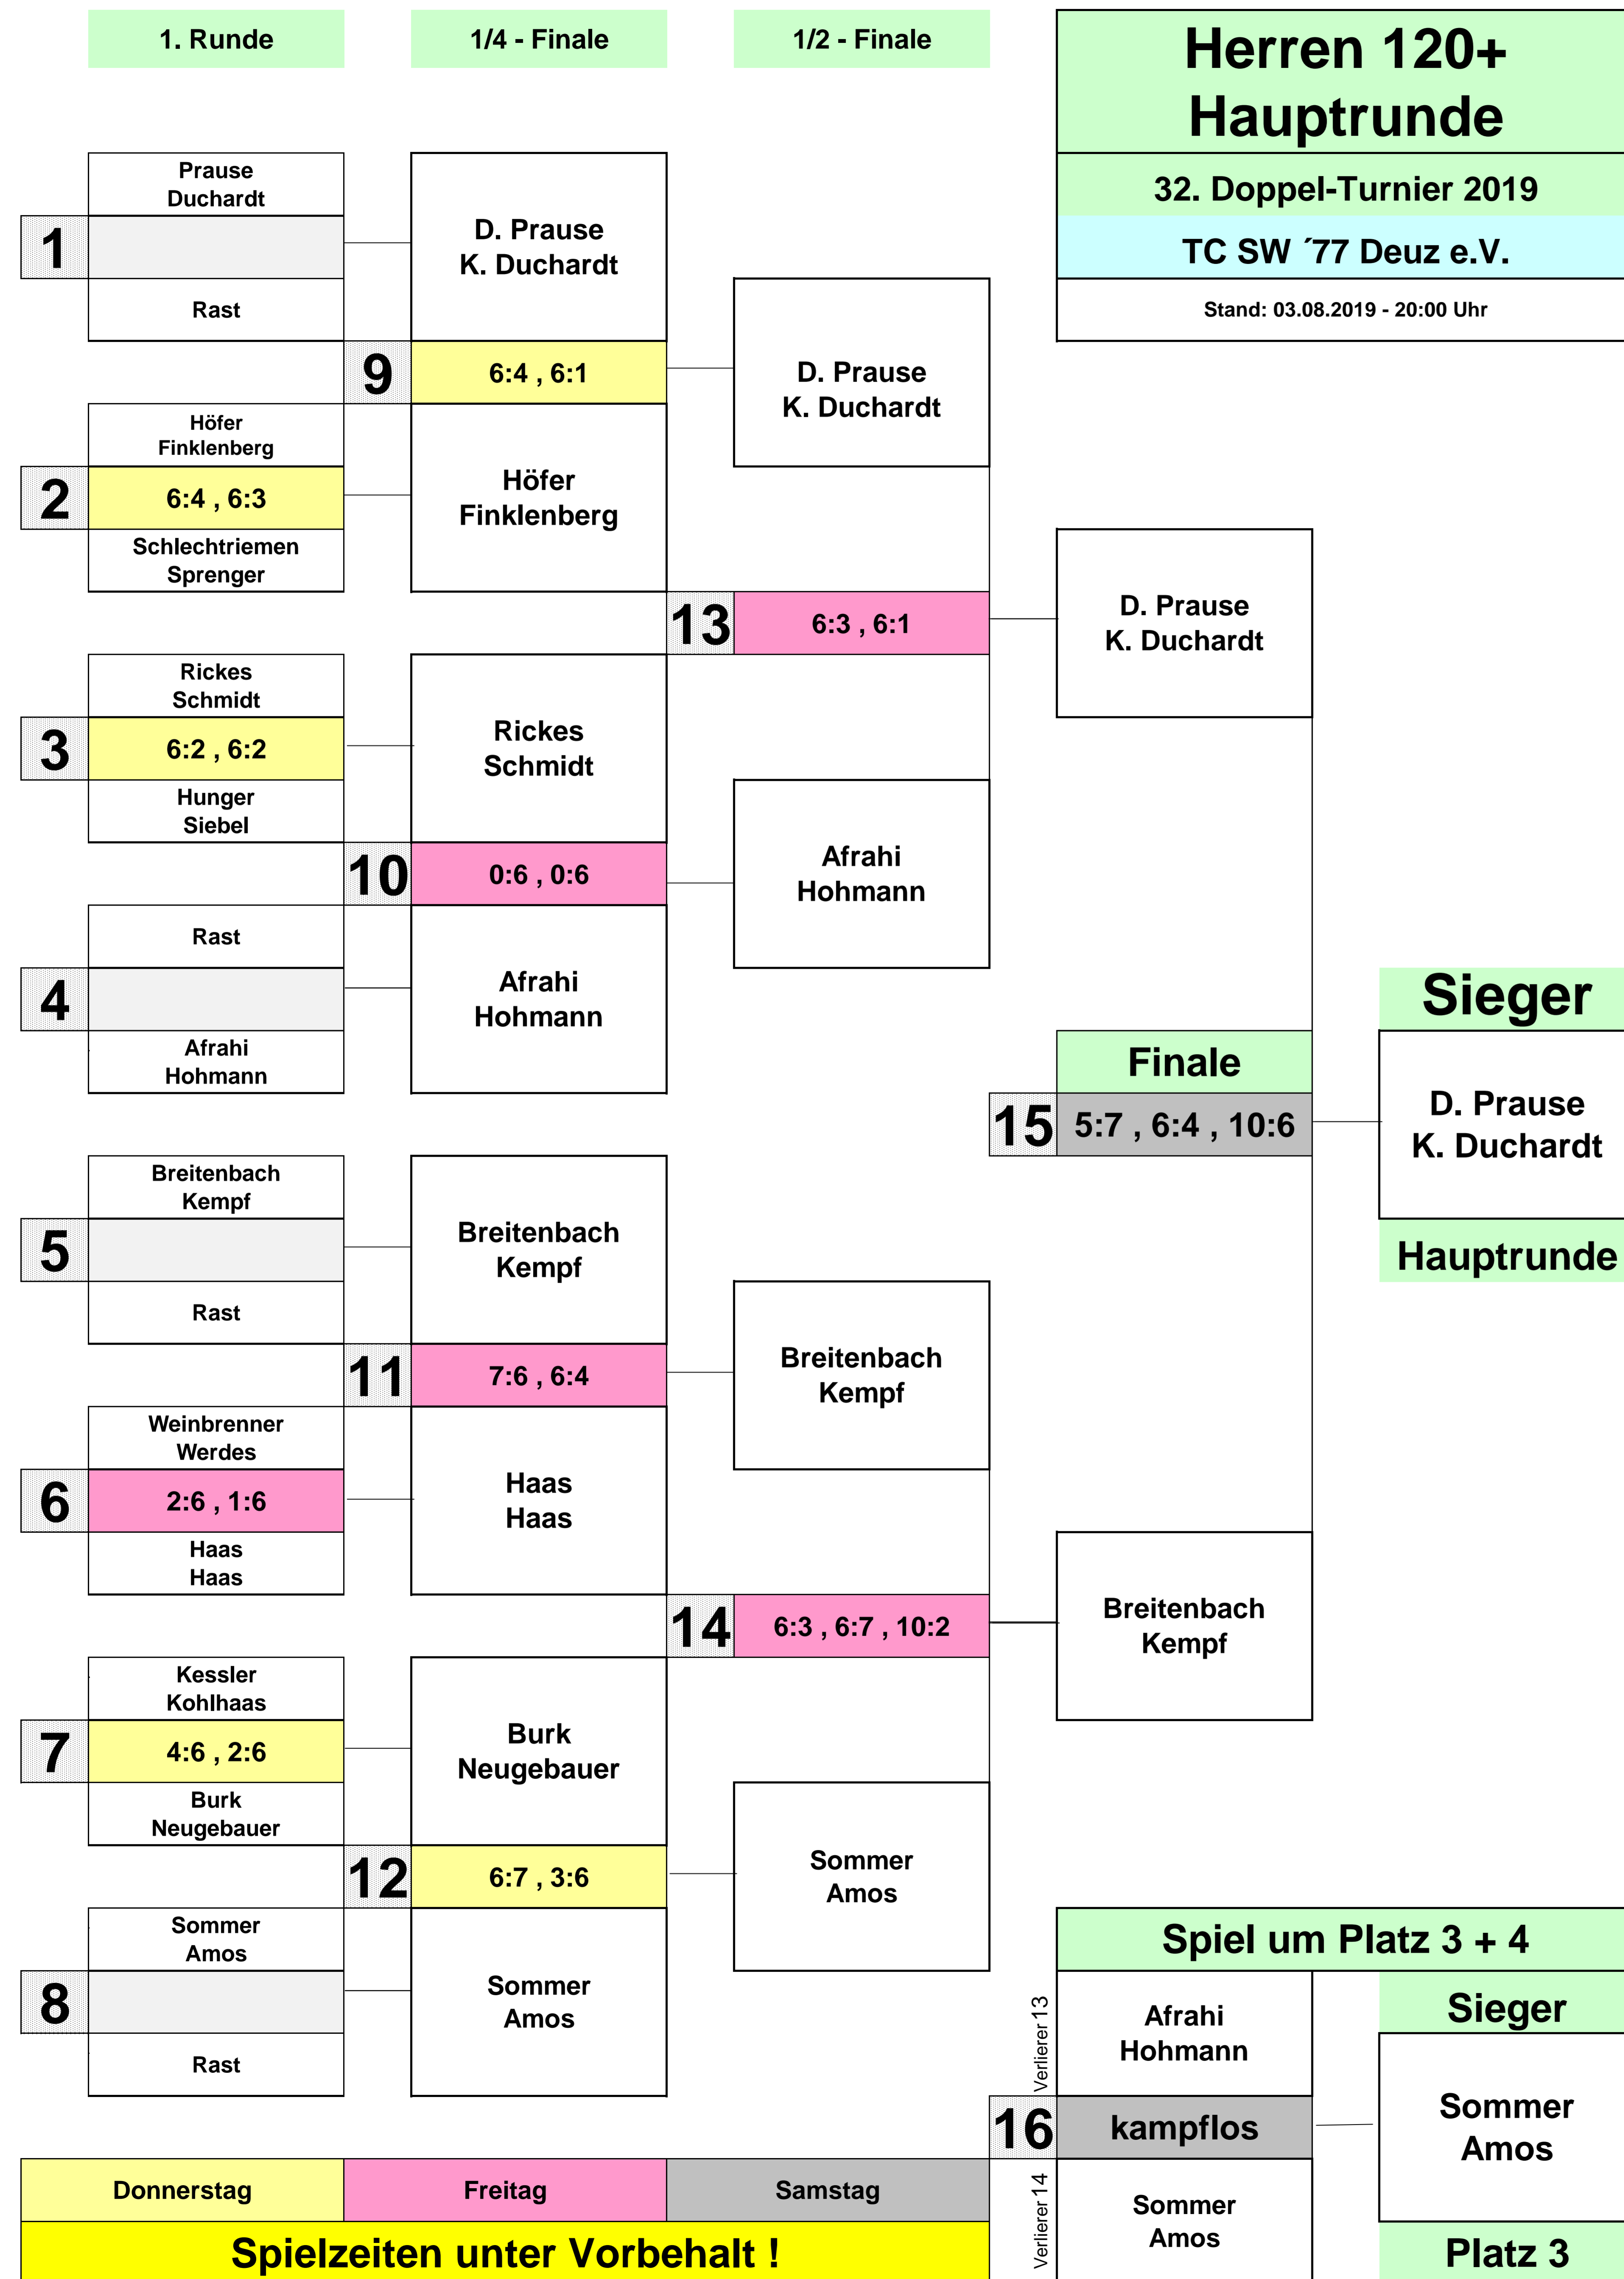 1. Runde
1/4 - Finale
1/2 - Finale
Herren 120+
Hauptrunde
32. Doppel-Turnier 2019
TC SW ´77 Deuz e.V.
Stand: 03.08.2019 - 20:00 Uhr
Prause
Duchardt
1
Rast
D. Prause
K. Duchardt
9
6:4 , 6:1
D. Prause
K. Duchardt
Höfer
Finklenberg
2
6:4 , 6:3
Schlechtriemen
Sprenger
Höfer
Finklenberg
13
6:3 , 6:1
D. Prause
K. Duchardt
Rickes
Schmidt
3
6:2 , 6:2
Hunger
Siebel
Rickes
Schmidt
10
0:6 , 0:6
Afrahi
Hohmann
Rast
4
Afrahi
Hohmann
Afrahi
Hohmann
Finale
15
5:7 , 6:4 , 10:6
Sieger
D. Prause
K. Duchardt
Hauptrunde
Breitenbach
Kempf
5
Rast
Breitenbach
Kempf
11
7:6 , 6:4
Breitenbach
Kempf
Weinbrenner
Werdes
6
2:6 , 1:6
Haas
Haas
Haas
Haas
14
6:3 , 6:7 , 10:2
Breitenbach
Kempf
Kessler
Kohlhaas
7
4:6 , 2:6
Burk
Neugebauer
Burk
Neugebauer
12
6:7 , 3:6
Sommer
Amos
Sommer
Amos
8
Rast
Sommer
Amos
Spiel um Platz 3 + 4
Verlierer 13
Afrahi
Hohmann
16
kampflos
Verlierer 14
Sommer
Amos
Sieger
Sommer
Amos
Platz 3
Donnerstag
Freitag
Samstag
Spielzeiten unter Vorbehalt !